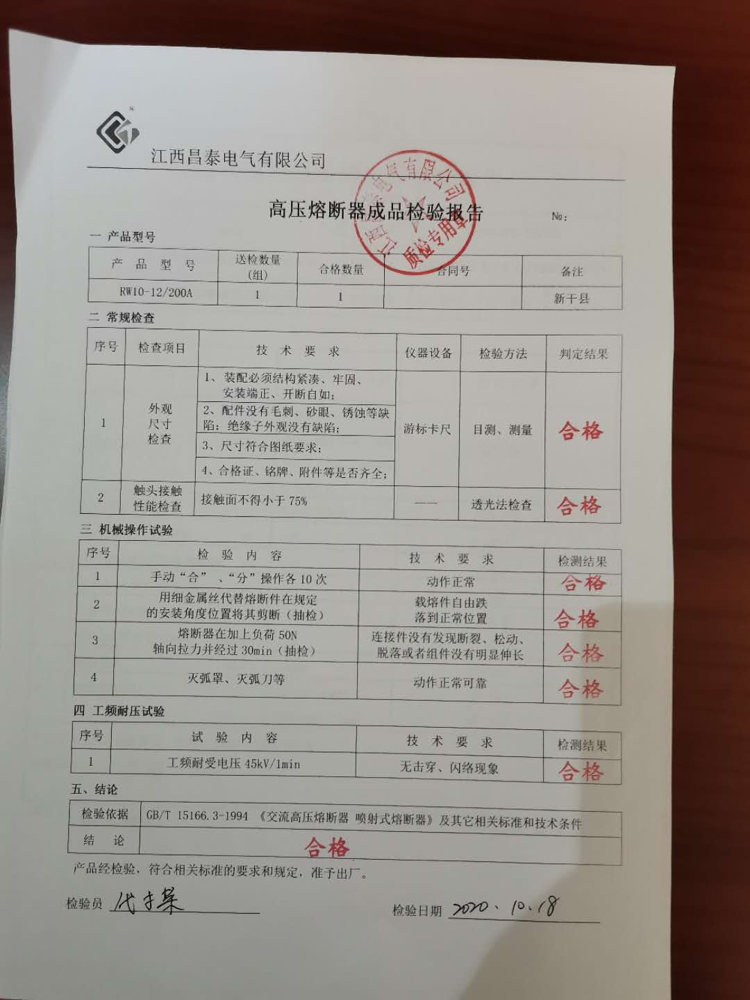 江西昌泰电气有限公司
江西昌泰电气有限公司
质检专用章
高压熔断器成品检验报告
№：
一 产品型号
产 品 型 号 送检数量(组) 合格数量 合同号 备注
RW10-12/200A 1 1 新干县
二 常规检查
序号 检查项目 技 术 要 求 仪器设备 检验方法 判定结果
1 外观尺寸检查
1、装配必须结构紧凑、牢固、
安装端正、开断自如；
2、配件没有毛刺、砂眼、锈蚀等缺
陷；绝缘子外观没有缺陷；
3、尺寸符合图纸要求；
4、合格证、铭牌、附件等是否齐全；
游标卡尺 目测、测量 合格
2 触头接触性能检查 接触面不得小于75% —— 透光法检查 合格
三 机械操作试验
序号 检 验 内 容 技 术 要 求 检测结果
1 手动“合”、“分”操作各10次 动作正常 合格
2 用细金属丝代替熔断件在规定
的安装角度位置将其剪断（抽检）
载熔件自由跌
落到正常位置
合格
3 熔断器在加上负荷50N
轴向拉力并经过30min（抽检）
连接件没有发现断裂、松动、
脱落或者组件没有明显伸长
合格
4 灭弧罩、灭弧刀等 动作正常可靠 合格
四 工频耐压试验
序号 试 验 内 容 技 术 要 求 检测结果
1 工频耐受电压45kV/1min 无击穿、闪络现象 合格
五、结论
检验依据 GB/T 15166.3-1994 《交流高压熔断器 喷射式熔断器》及其它相关标准和技术条件
结 论 合格
产品经检验，符合相关标准的要求和规定，准予出厂。
检验员
检验日期 2020.10.18